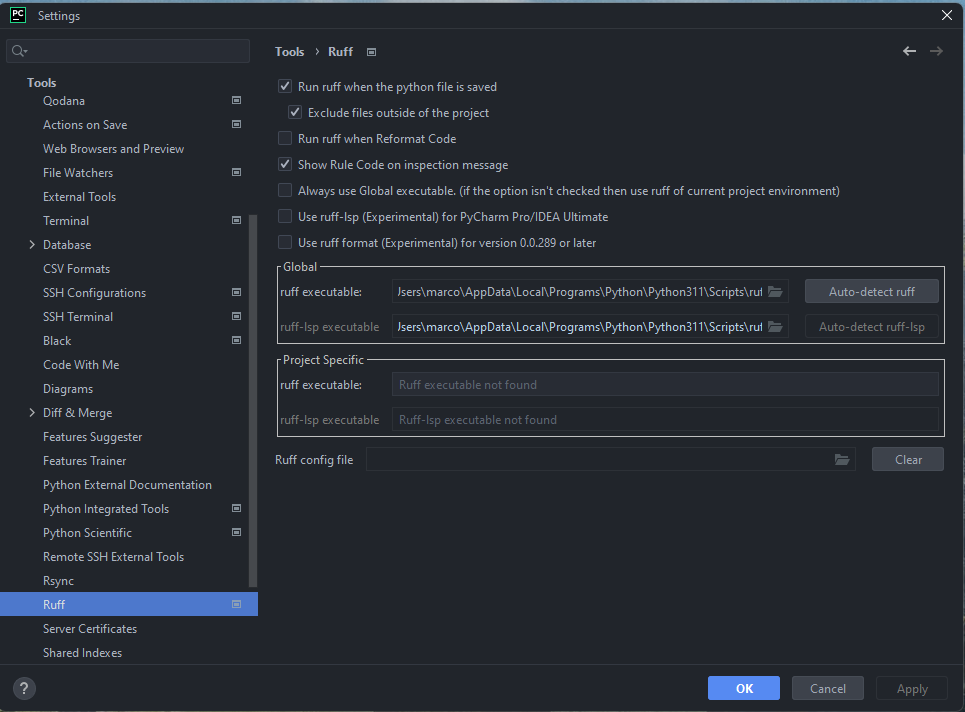 PC
Settings
Tools
Qodana
Actions on Save
Web Browsers and Preview
File Watchers
External Tools
Terminal
Database
CSV Formats
SSH Configurations
SSH Terminal
Black
Code With Me
Diagrams
Diff & Merge
Features Suggester
Features Trainer
Python External Documentation
Python Integrated Tools
Python Scientific
Remote SSH External Tools
Rsync
Ruff
Server Certificates
Shared Indexes
Tools › Ruff
Run ruff when the python file is saved
Exclude files outside of the project
Run ruff when Reformat Code
Show Rule Code on inspection message
Always use Global executable. (if the option isn't checked then use ruff of current project environment)
Use ruff-lsp (Experimental) for PyCharm Pro/IDEA Ultimate
Use ruff format (Experimental) for version 0.0.289 or later
Global
ruff executable: Jsers\marco\AppData\Local\Programs\Python\Python311\Scripts\ruf Auto-detect ruff
ruff-lsp executable Jsers\marco\AppData\Local\Programs\Python\Python311\Scripts\ruf Auto-detect ruff-lsp
Project Specific
ruff executable: Ruff executable not found
ruff-lsp executable Ruff-lsp executable not found
Ruff config file Clear
? OK Cancel Apply